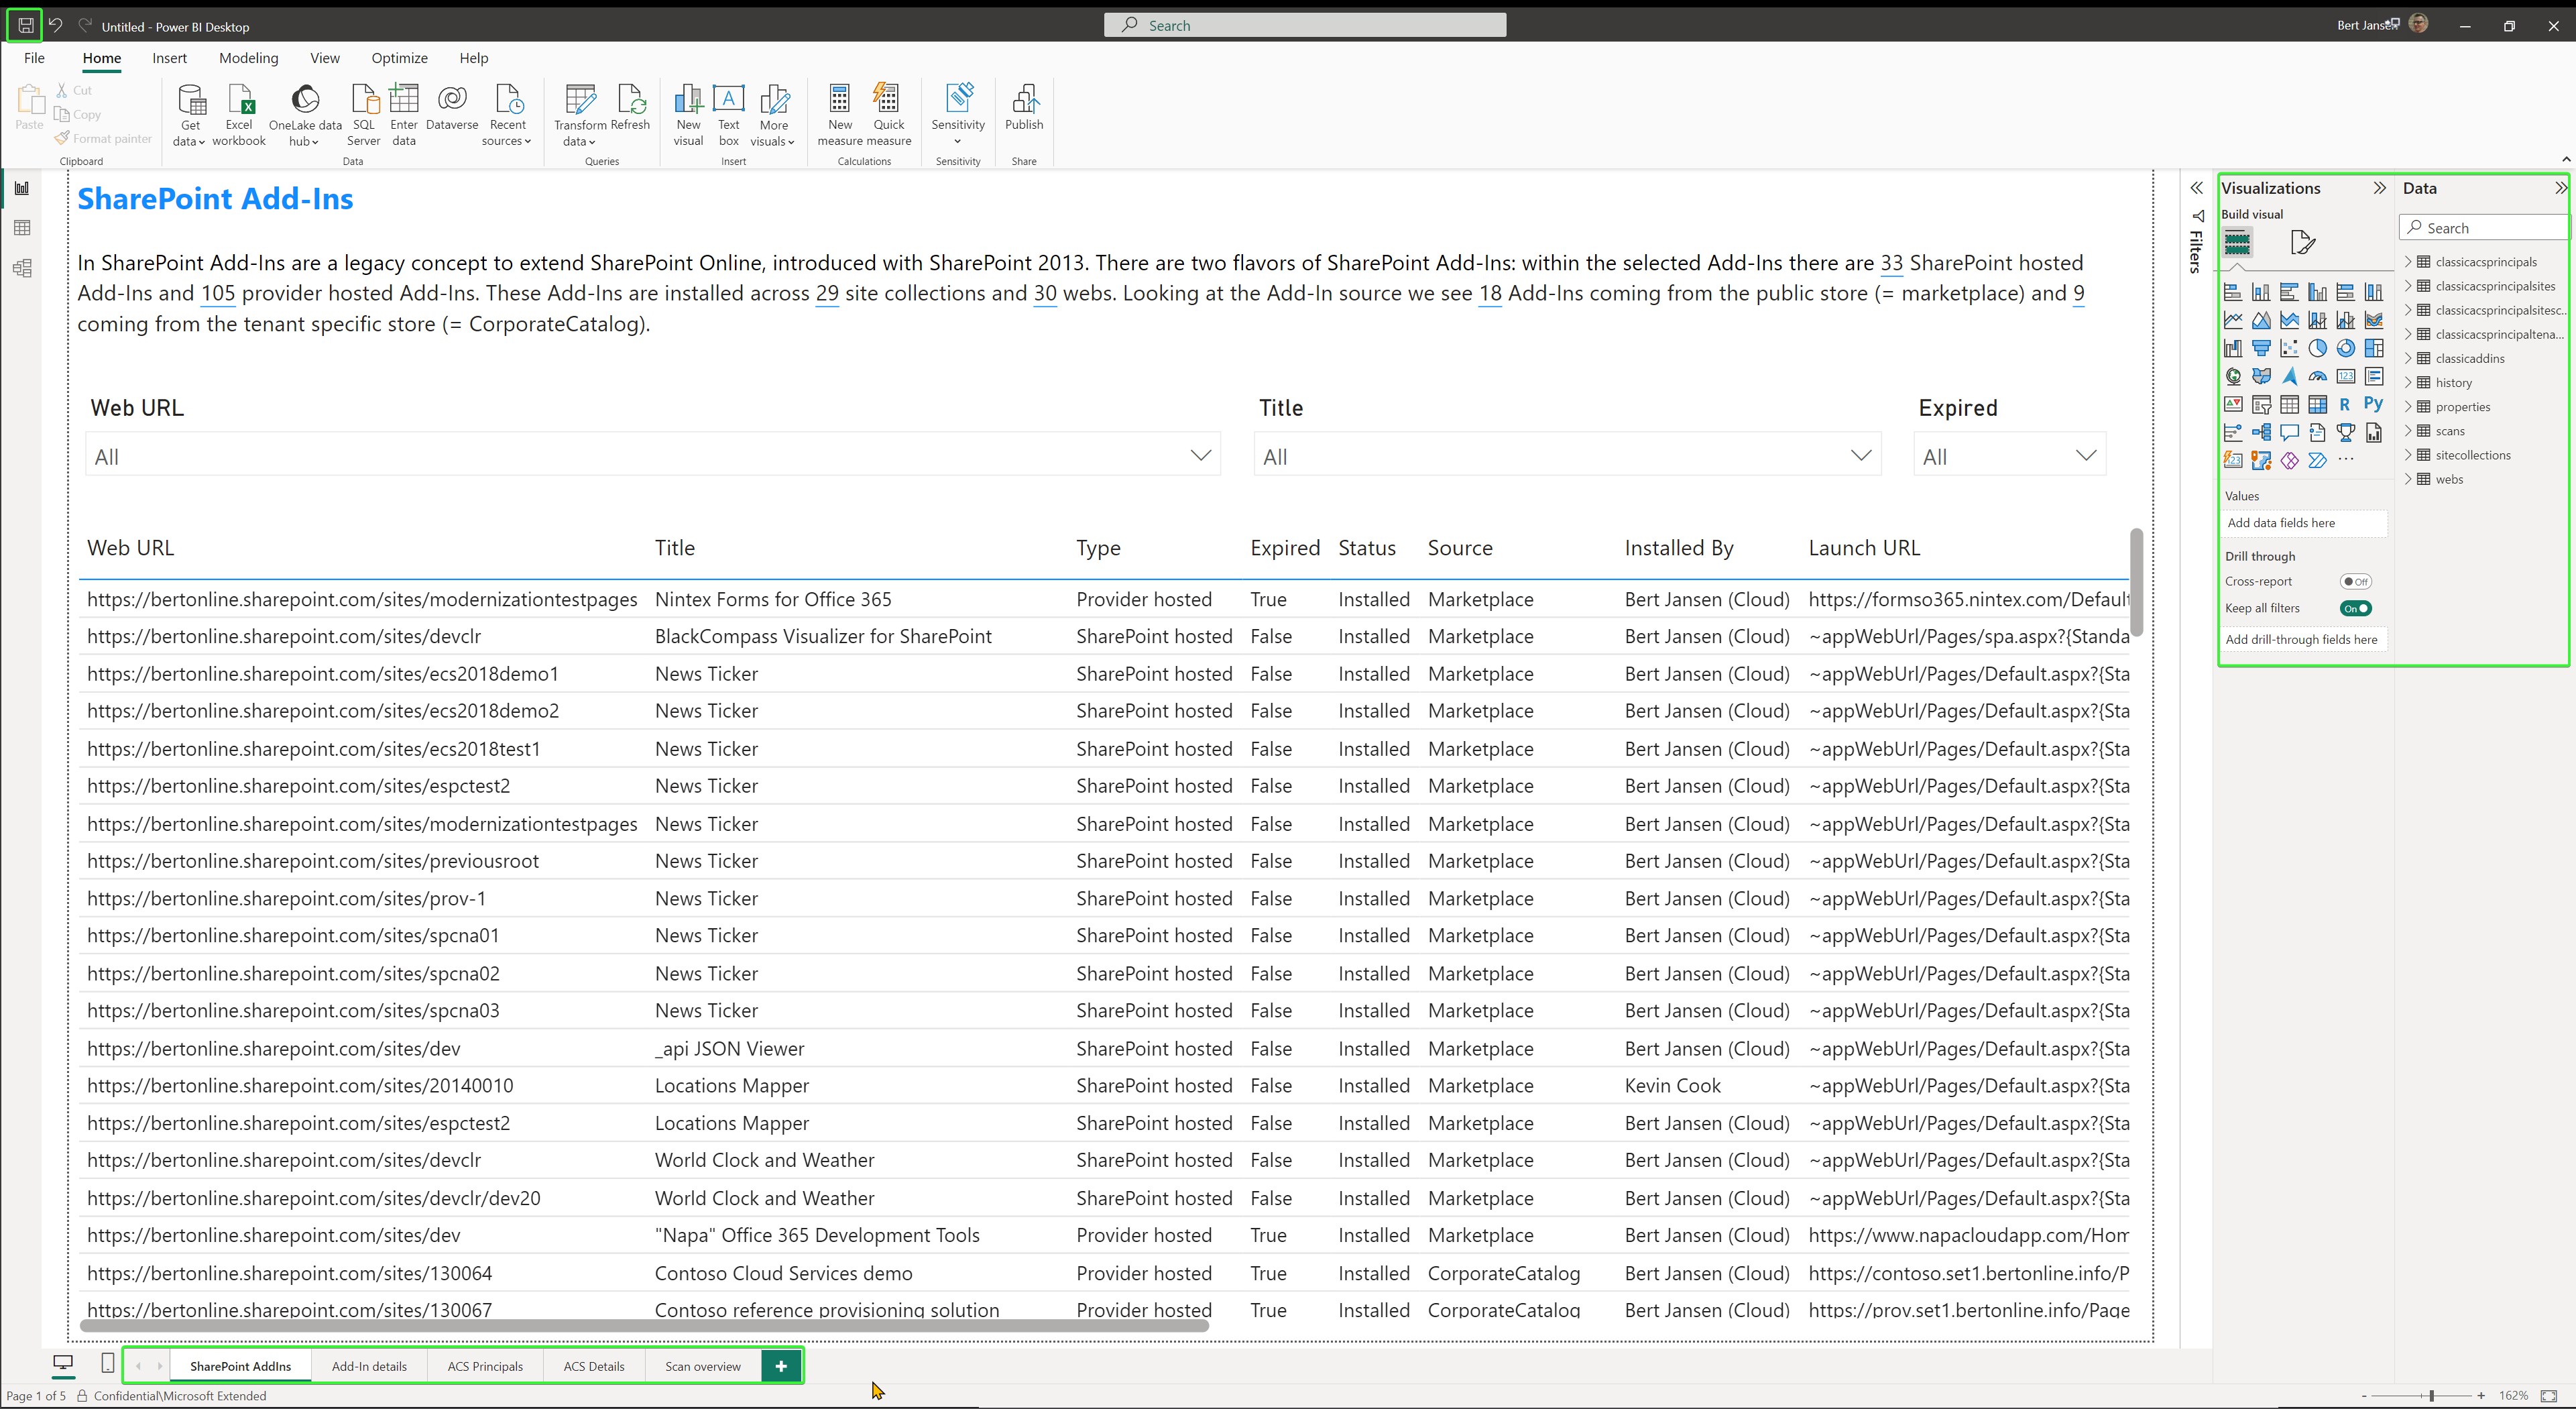 Untitled - Power BI Desktop
Search
Bert Jansen
File Home Insert Modeling View Optimize Help
Paste
Cut
Copy
Format painter
Clipboard
Get data
Excel workbook
OneLake data hub
SQL Server
Enter data
Dataverse
Recent sources
Data
Transform data
Refresh
Queries
New visual
Text box
More visuals
Insert
New measure
Quick measure
Calculations
Sensitivity
Sensitivity
Publish
Share
SharePoint Add-Ins
In SharePoint Add-Ins are a legacy concept to extend SharePoint Online, introduced with SharePoint 2013. There are two flavors of SharePoint Add-Ins: within the selected Add-Ins there are 33 SharePoint hosted
Add-Ins and 105 provider hosted Add-Ins. These Add-Ins are installed across 29 site collections and 30 webs. Looking at the Add-In source we see 18 Add-Ins coming from the public store (= marketplace) and 9
coming from the tenant specific store (= CorporateCatalog).
Web URL Title Expired
All All All
Web URL Title Type Expired Status Source Installed By Launch URL
https://bertonline.sharepoint.com/sites/modernizationtestpages Nintex Forms for Office 365 Provider hosted True Installed Marketplace Bert Jansen (Cloud) https://formso365.nintex.com/Default
https://bertonline.sharepoint.com/sites/devclr BlackCompass Visualizer for SharePoint SharePoint hosted False Installed Marketplace Bert Jansen (Cloud) ~appWebUrl/Pages/spa.aspx?{Standa
https://bertonline.sharepoint.com/sites/ecs2018demo1 News Ticker SharePoint hosted False Installed Marketplace Bert Jansen (Cloud) ~appWebUrl/Pages/Default.aspx?{Sta
https://bertonline.sharepoint.com/sites/ecs2018demo2 News Ticker SharePoint hosted False Installed Marketplace Bert Jansen (Cloud) ~appWebUrl/Pages/Default.aspx?{Sta
https://bertonline.sharepoint.com/sites/ecs2018test1 News Ticker SharePoint hosted False Installed Marketplace Bert Jansen (Cloud) ~appWebUrl/Pages/Default.aspx?{Sta
https://bertonline.sharepoint.com/sites/espctest2 News Ticker SharePoint hosted False Installed Marketplace Bert Jansen (Cloud) ~appWebUrl/Pages/Default.aspx?{Sta
https://bertonline.sharepoint.com/sites/modernizationtestpages News Ticker SharePoint hosted False Installed Marketplace Bert Jansen (Cloud) ~appWebUrl/Pages/Default.aspx?{Sta
https://bertonline.sharepoint.com/sites/previousroot News Ticker SharePoint hosted False Installed Marketplace Bert Jansen (Cloud) ~appWebUrl/Pages/Default.aspx?{Sta
https://bertonline.sharepoint.com/sites/prov-1 News Ticker SharePoint hosted False Installed Marketplace Bert Jansen (Cloud) ~appWebUrl/Pages/Default.aspx?{Sta
https://bertonline.sharepoint.com/sites/spcna01 News Ticker SharePoint hosted False Installed Marketplace Bert Jansen (Cloud) ~appWebUrl/Pages/Default.aspx?{Sta
https://bertonline.sharepoint.com/sites/spcna02 News Ticker SharePoint hosted False Installed Marketplace Bert Jansen (Cloud) ~appWebUrl/Pages/Default.aspx?{Sta
https://bertonline.sharepoint.com/sites/spcna03 News Ticker SharePoint hosted False Installed Marketplace Bert Jansen (Cloud) ~appWebUrl/Pages/Default.aspx?{Sta
https://bertonline.sharepoint.com/sites/dev _api JSON Viewer SharePoint hosted False Installed Marketplace Bert Jansen (Cloud) ~appWebUrl/Pages/Default.aspx?{Sta
https://bertonline.sharepoint.com/sites/20140010 Locations Mapper SharePoint hosted False Installed Marketplace Kevin Cook ~appWebUrl/Pages/Default.aspx?{Sta
https://bertonline.sharepoint.com/sites/espctest2 Locations Mapper SharePoint hosted False Installed Marketplace Bert Jansen (Cloud) ~appWebUrl/Pages/Default.aspx?{Sta
https://bertonline.sharepoint.com/sites/devclr World Clock and Weather SharePoint hosted False Installed Marketplace Bert Jansen (Cloud) ~appWebUrl/Pages/Default.aspx?{Sta
https://bertonline.sharepoint.com/sites/devclr/dev20 World Clock and Weather SharePoint hosted False Installed Marketplace Bert Jansen (Cloud) ~appWebUrl/Pages/Default.aspx?{Sta
https://bertonline.sharepoint.com/sites/dev "Napa" Office 365 Development Tools Provider hosted True Installed Marketplace Bert Jansen (Cloud) https://www.napacloudapp.com/Hom
https://bertonline.sharepoint.com/sites/130064 Contoso Cloud Services demo Provider hosted True Installed CorporateCatalog Bert Jansen (Cloud) https://contoso.set1.bertonline.info/P
https://bertonline.sharepoint.com/sites/130067 Contoso reference provisioning solution Provider hosted True Installed CorporateCatalog Bert Jansen (Cloud) https://prov.set1.bertonline.info/Page
Filters
Visualizations
Build visual
123
R Py
123
...
Values
Add data fields here
Drill through
Cross-report Off
Keep all filters On
Add drill-through fields here
Data
Search
classicacsprincipals
classicacsprincipalsites
classicacsprincipalsitesc...
classicacsprincipaltena...
classicaddins
history
properties
scans
sitecollections
webs
SharePoint AddIns Add-In details ACS Principals ACS Details Scan overview +
Page 1 of 5 Confidential\Microsoft Extended
- + 162%